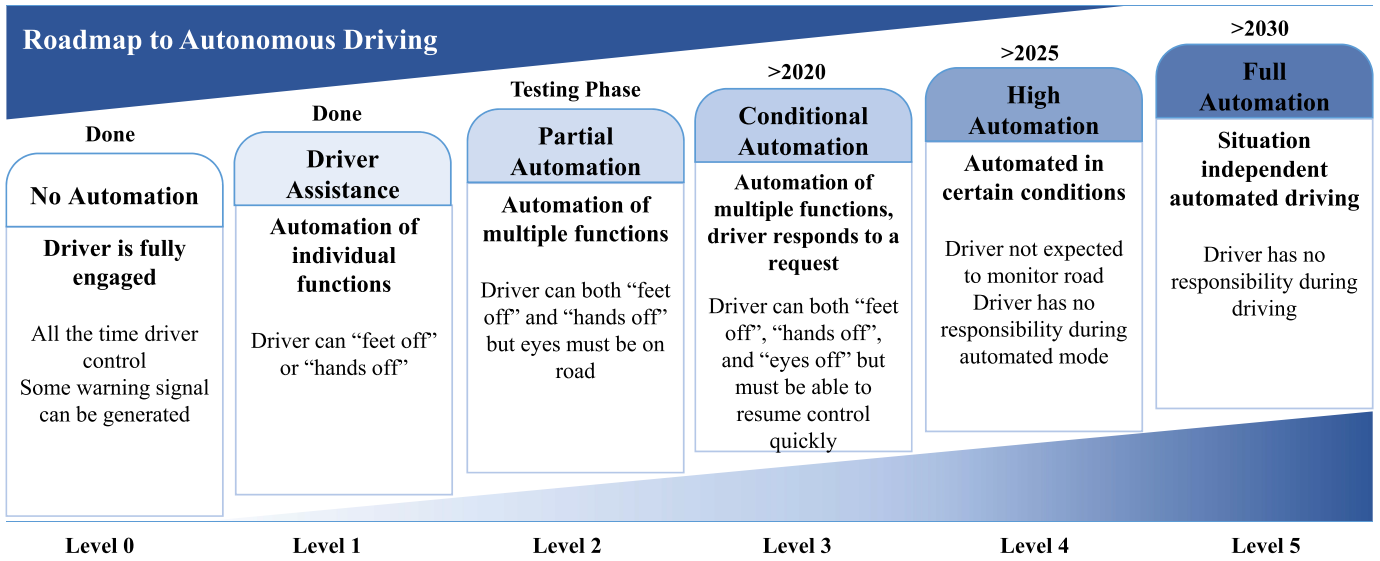 Roadmap to Autonomous Driving
Done
No Automation
Driver is fully
engaged
All the time driver
control
Some warning signal
can be generated
Level 0
Done
Driver
Assistance
Automation of
individual
functions
Driver can “feet off”
or “hands off”
Level 1
Testing Phase
Partial
Automation
Automation of
multiple functions
Driver can both “feet
off” and “hands off”
but eyes must be on
road
Level 2
>2020
Conditional
Automation
Automation of
multiple functions,
driver responds to a
request
Driver can both “feet
off”, “hands off”,
and “eyes off” but
must be able to
resume control
quickly
Level 3
>2025
High
Automation
Automated in
certain conditions
Driver not expected
to monitor road
Driver has no
responsibility during
automated mode
Level 4
>2030
Full
Automation
Situation
independent
automated driving
Driver has no
responsibility during
driving
Level 5